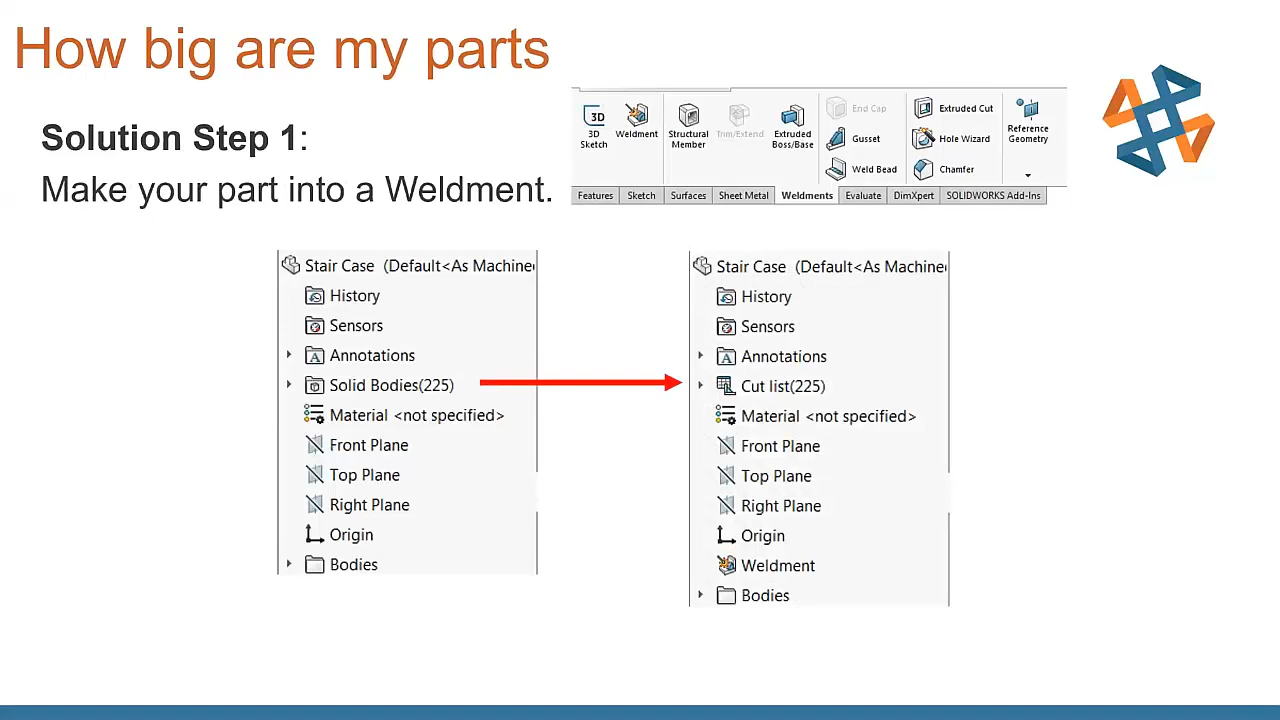 How big are my parts
Solution Step 1:
Make your part into a Weldment.
3D
Sketch
Weldment
Structural
Member
Trim/Extend
Extruded
Boss/Base
End Cap
Gusset
Weld Bead
Extruded Cut
Hole Wizard
Chamfer
Reference
Geometry
Features Sketch Surfaces Sheet Metal Weldments Evaluate DimXpert SOLIDWORKS Add-Ins
Stair Case (Default<As Machine
History
Sensors
Annotations
Solid Bodies(225)
Material <not specified>
Front Plane
Top Plane
Right Plane
Origin
Bodies
Stair Case (Default<As Machine
History
Sensors
Annotations
Cut list(225)
Material <not specified>
Front Plane
Top Plane
Right Plane
Origin
Weldment
Bodies